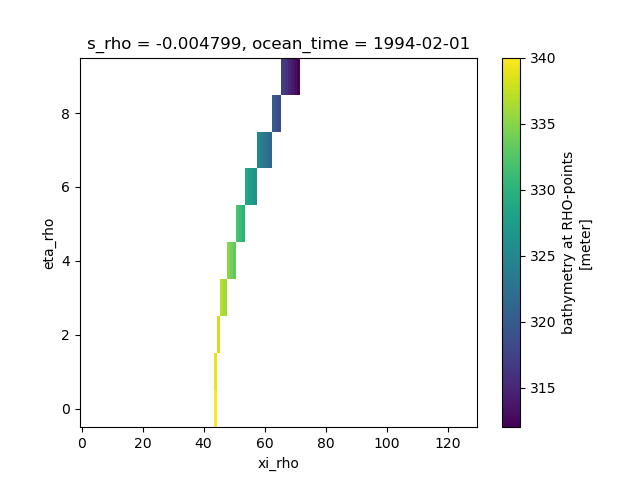 s_rho = -0.004799, ocean_time = 1994-02-01
eta_rho
8
6
4
2
0
0 20 40 60 80 100 120
xi_rho
340
335
330
325
320
315
bathymetry at RHO-points
[meter]